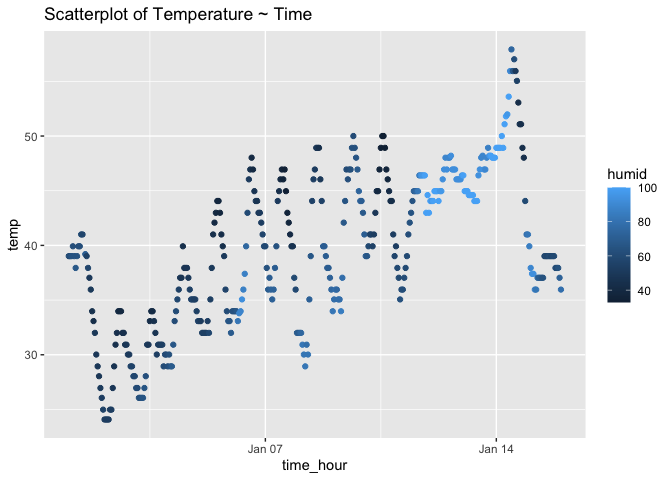 Scatterplot of Temperature ~ Time
temp
50
40
30
Jan 07
Jan 14
time_hour
humid
100
80
60
40